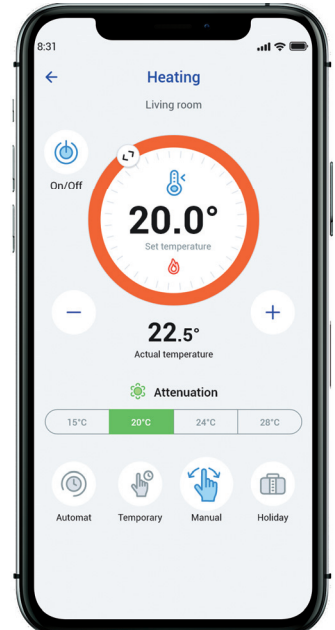 8:31
Heating
Living room
On/Off
20.0°
Set temperature
22.5°
Actual temperature
Attenuation
15°C 20°C 24°C 28°C
Automat Temporary Manual Holiday